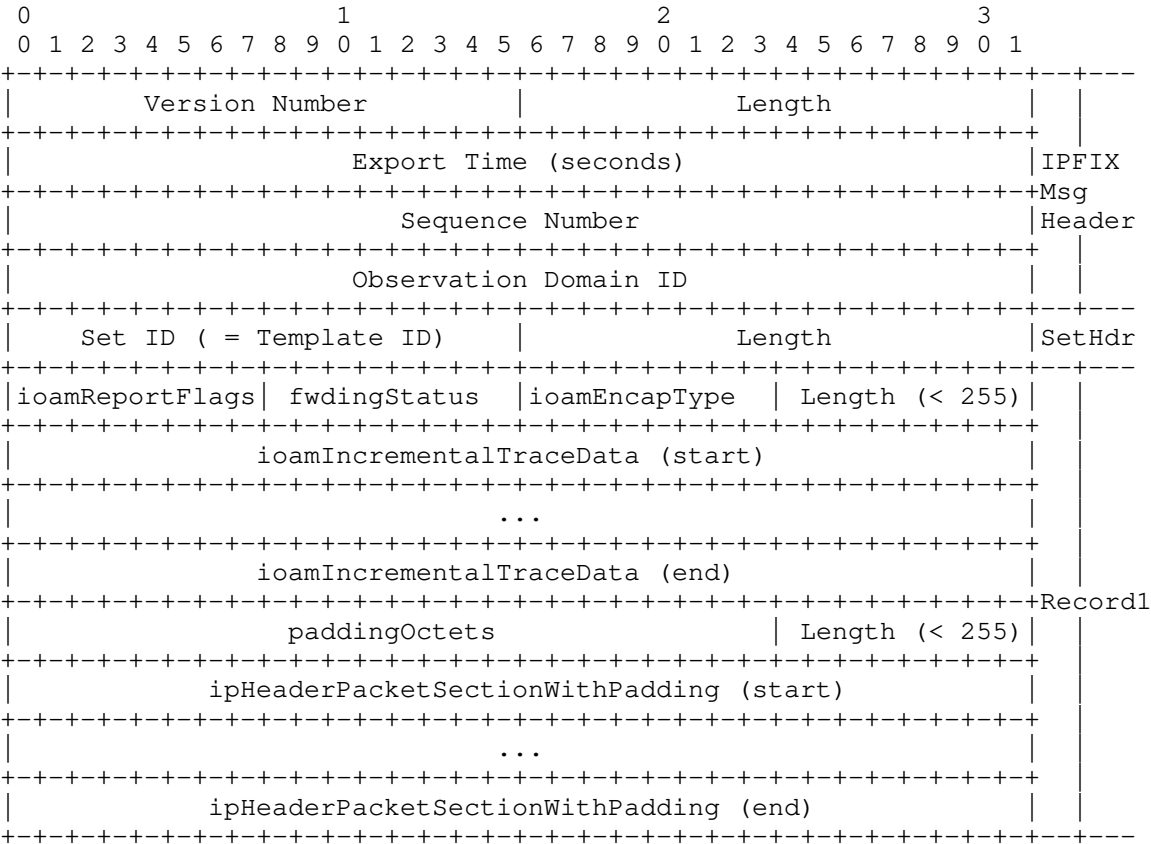 0                   1                   2                   3
0 1 2 3 4 5 6 7 8 9 0 1 2 3 4 5 6 7 8 9 0 1 2 3 4 5 6 7 8 9 0 1
+-+-+-+-+-+-+-+-+-+-+-+-+-+-+-+-+-+-+-+-+-+-+-+-+-+-+-+-+-+-+-+-+--+---
|        Version Number         |             Length            |  |
+-+-+-+-+-+-+-+-+-+-+-+-+-+-+-+-+-+-+-+-+-+-+-+-+-+-+-+-+-+-+-+-+  |
|                     Export Time (seconds)                     |IPFIX
+-+-+-+-+-+-+-+-+-+-+-+-+-+-+-+-+-+-+-+-+-+-+-+-+-+-+-+-+-+-+-+-+Msg
|                        Sequence Number                        |Header
+-+-+-+-+-+-+-+-+-+-+-+-+-+-+-+-+-+-+-+-+-+-+-+-+-+-+-+-+-+-+-+-+  |
|                     Observation Domain ID                     |  |
+-+-+-+-+-+-+-+-+-+-+-+-+-+-+-+-+-+-+-+-+-+-+-+-+-+-+-+-+-+-+-+-+--+---
|    Set ID ( = Template ID)    |             Length            |SetHdr
+-+-+-+-+-+-+-+-+-+-+-+-+-+-+-+-+-+-+-+-+-+-+-+-+-+-+-+-+-+-+-+-+--+---
|ioamReportFlags| fwdingStatus  |ioamEncapType  | Length (< 255)|  |
+-+-+-+-+-+-+-+-+-+-+-+-+-+-+-+-+-+-+-+-+-+-+-+-+-+-+-+-+-+-+-+-+  |
|               ioamIncrementalTraceData (start)                |  |
+-+-+-+-+-+-+-+-+-+-+-+-+-+-+-+-+-+-+-+-+-+-+-+-+-+-+-+-+-+-+-+-+  |
|                              ...                              |  |
+-+-+-+-+-+-+-+-+-+-+-+-+-+-+-+-+-+-+-+-+-+-+-+-+-+-+-+-+-+-+-+-+  |
|               ioamIncrementalTraceData (end)                  |  |
+-+-+-+-+-+-+-+-+-+-+-+-+-+-+-+-+-+-+-+-+-+-+-+-+-+-+-+-+-+-+-+-+Record1
|                 paddingOctets                 | Length (< 255)|  |
+-+-+-+-+-+-+-+-+-+-+-+-+-+-+-+-+-+-+-+-+-+-+-+-+-+-+-+-+-+-+-+-+  |
|            ipHeaderPacketSectionWithPadding (start)           |  |
+-+-+-+-+-+-+-+-+-+-+-+-+-+-+-+-+-+-+-+-+-+-+-+-+-+-+-+-+-+-+-+-+  |
|                              ...                              |  |
+-+-+-+-+-+-+-+-+-+-+-+-+-+-+-+-+-+-+-+-+-+-+-+-+-+-+-+-+-+-+-+-+  |
|            ipHeaderPacketSectionWithPadding (end)             |  |
+-+-+-+-+-+-+-+-+-+-+-+-+-+-+-+-+-+-+-+-+-+-+-+-+-+-+-+-+-+-+-+-+--+---